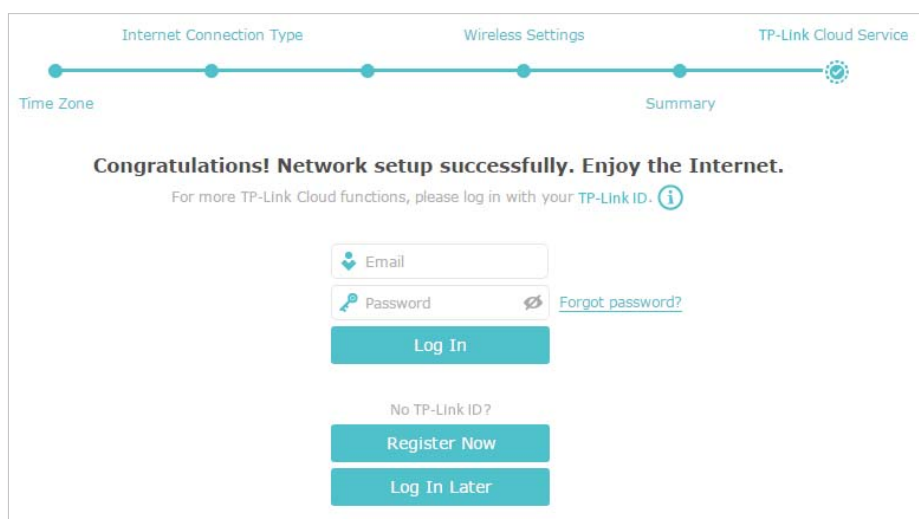 Internet Connection Type
Wireless Settings
TP-Link Cloud Service
Time Zone
Summary
Congratulations! Network setup successfully. Enjoy the Internet.
For more TP-Link Cloud functions, please log in with your TP-Link ID.
Email
Password
Forgot password?
Log In
No TP-Link ID?
Register Now
Log In Later